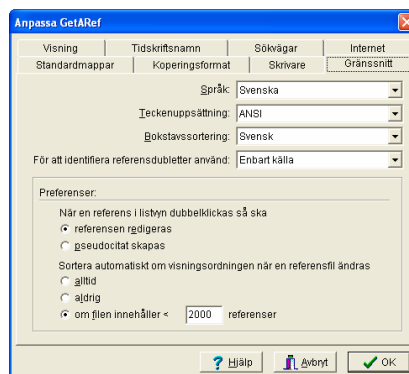 Anpassa GetARef
Visning Tidskriftsnamn Sökvägar Internet
Standardmappar Koperingsformat Skrivare Gränssnitt
Språk: Svenska
Teckenuppsättning: ANSI
Bokstavssortering: Svensk
För att identifiera referensdubletter använd: Enbart källa
Preferenser:
När en referens i listvyn dubbelklickas så ska
referensen redigeras
pseudocitat skapas
Sortera automatiskt om visningsordningen när en referensfil ändras
alltid
aldrig
om filen innehåller < 2000 referenser
Hjälp Avbryt OK